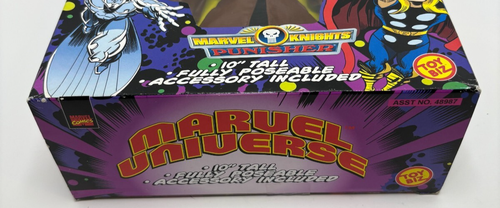 MARVEL KNIGHTS
PUNISHER
• 10" TALL
• FULLY POSEABLE
• ACCESSORY INCLUDED
TOY
BIZ
ASST NO. 48967
MARVEL
COMICS
MARVEL
UNIVERSE
• 10" TALL
• FULLY POSEABLE
• ACCESSORY INCLUDED
TOY
BIZ